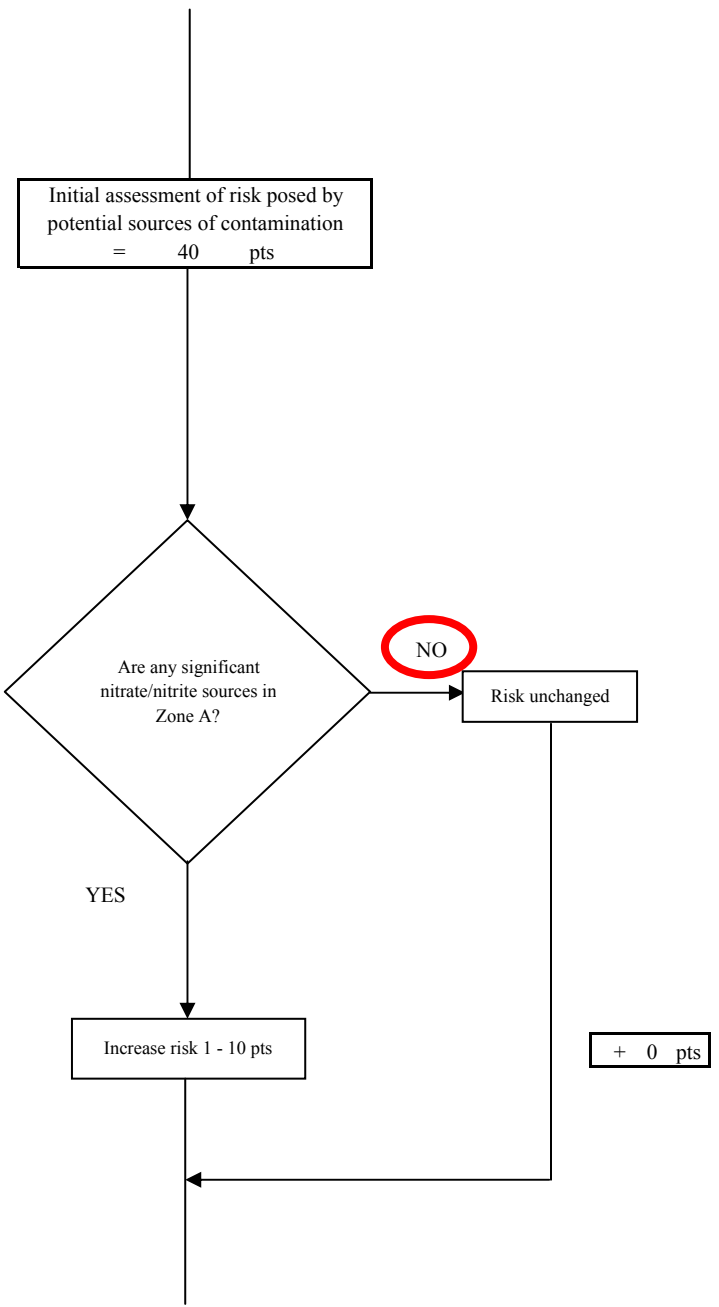 Initial assessment of risk posed by
potential sources of contamination
= 40 pts
Are any significant
nitrate/nitrite sources in
Zone A?
NO
Risk unchanged
YES
Increase risk 1 - 10 pts
+ 0 pts